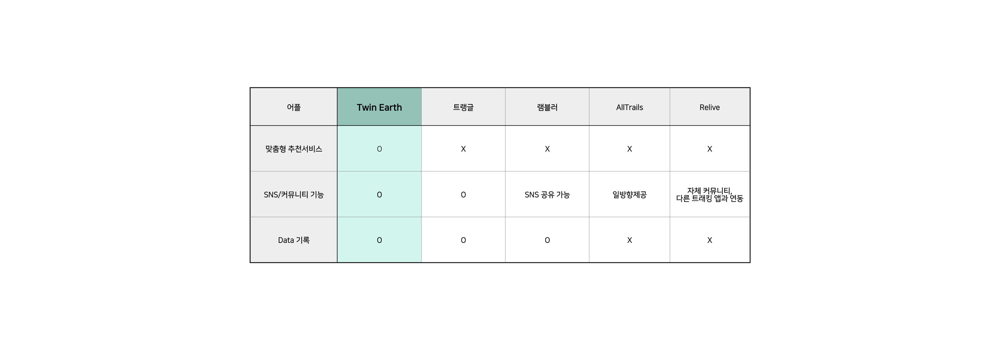 어플 Twin Earth 트랭글 램블러 AllTrails Relive
맞춤형 추천서비스 O X X X X
SNS/커뮤니티 기능 O O SNS 공유 가능 일방향제공 자체 커뮤니티,
다른 트래킹 앱과 연동
Data 기록 O O O X X